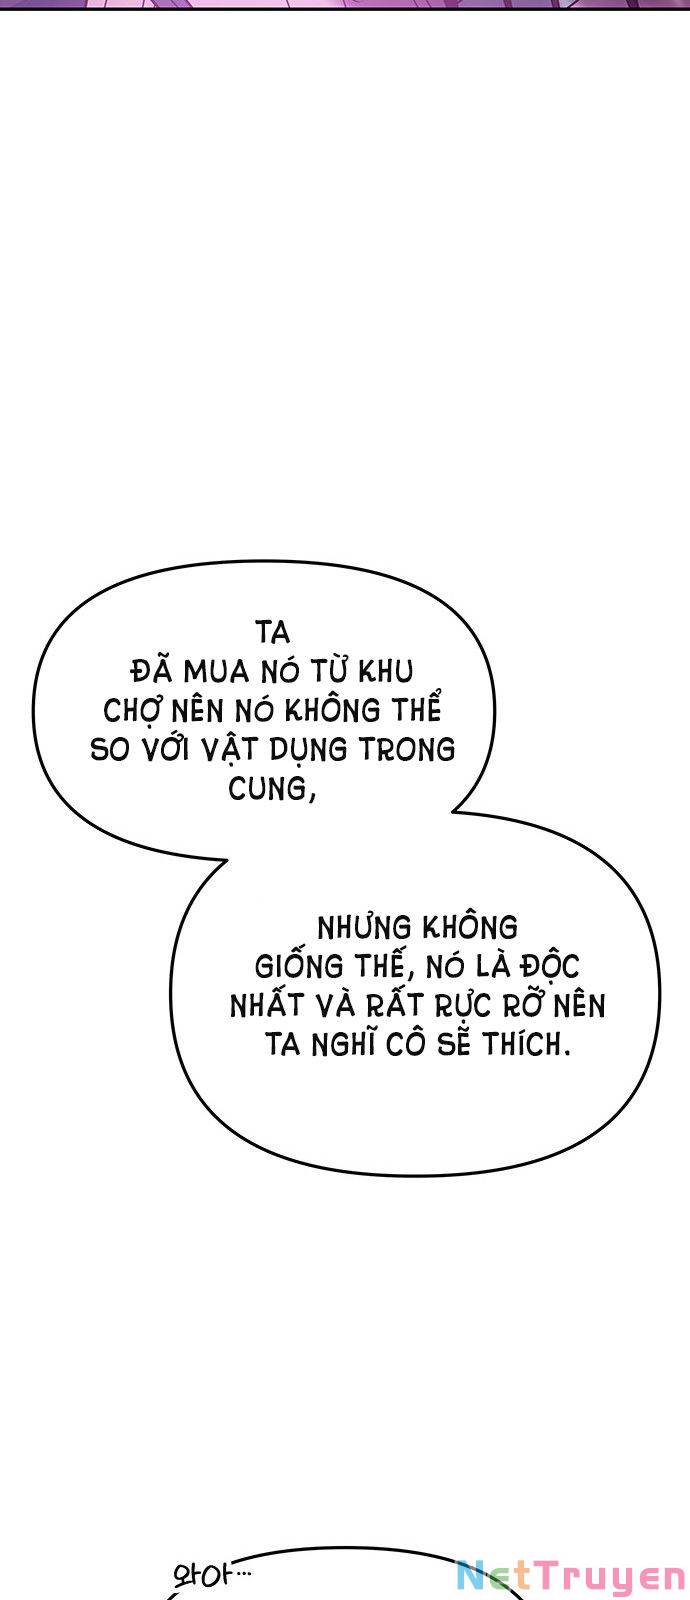 TA
ĐÃ MUA NÓ TỪ KHU
CHỢ NÊN NÓ KHÔNG THỂ
SO VỚI VẬT DỤNG TRONG
CUNG,
NHƯNG KHÔNG
GIỐNG THẾ, NÓ LÀ ĐỘC
NHẤT VÀ RẤT RỰC RỠ NÊN
TA NGHĨ CÔ SẼ THÍCH.
와아...
NetTruyen